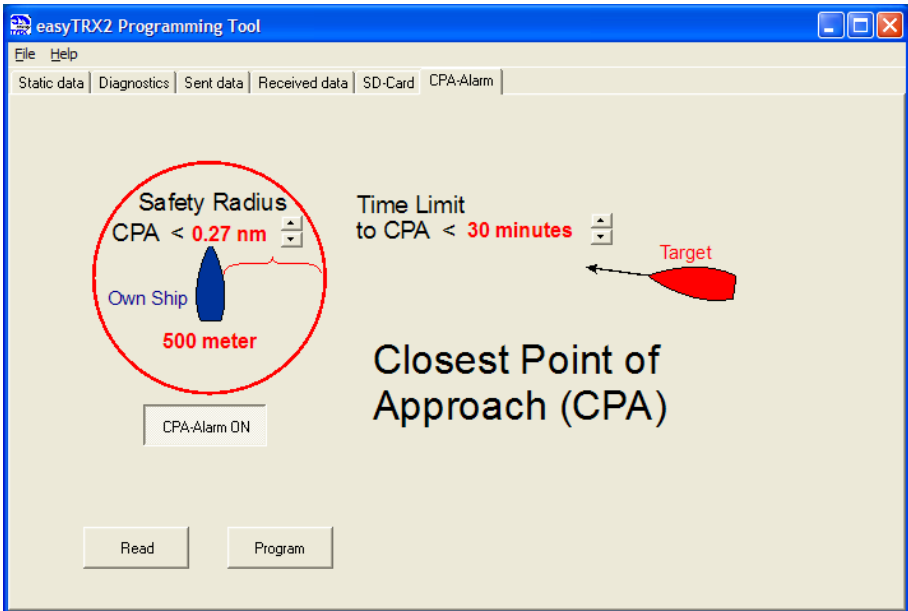 easyTRX2 Programming Tool
File Help
Static data Diagnostics Sent data Received data SD-Card CPA-Alarm
Safety Radius
CPA < 0.27 nm
Time Limit
to CPA < 30 minutes
Target
Own Ship
500 meter
Closest Point of
Approach (CPA)
CPA-Alarm ON
Read Program